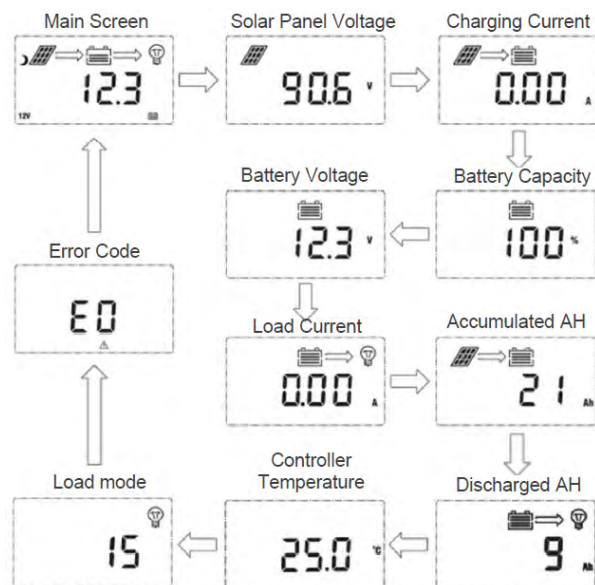 Main Screen
12.3
12V
Solar Panel Voltage
90.6 V
Charging Current
0.00 A
Battery Capacity
100 %
Battery Voltage
12.3 V
Load Current
0.00 A
Accumulated AH
21 Ah
Discharged AH
9 Ah
Controller
Temperature
25.0 °C
Load mode
15
Error Code
E0